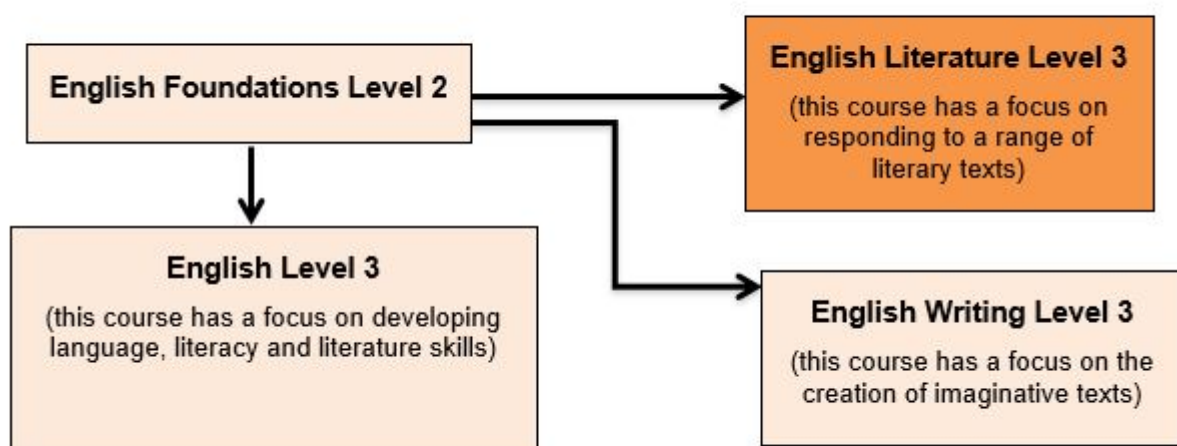 English Foundations Level 2
English Literature Level 3
(this course has a focus on
responding to a range of
literary texts)
English Level 3
(this course has a focus on developing
language, literacy and literature skills)
English Writing Level 3
(this course has a focus on the
creation of imaginative texts)